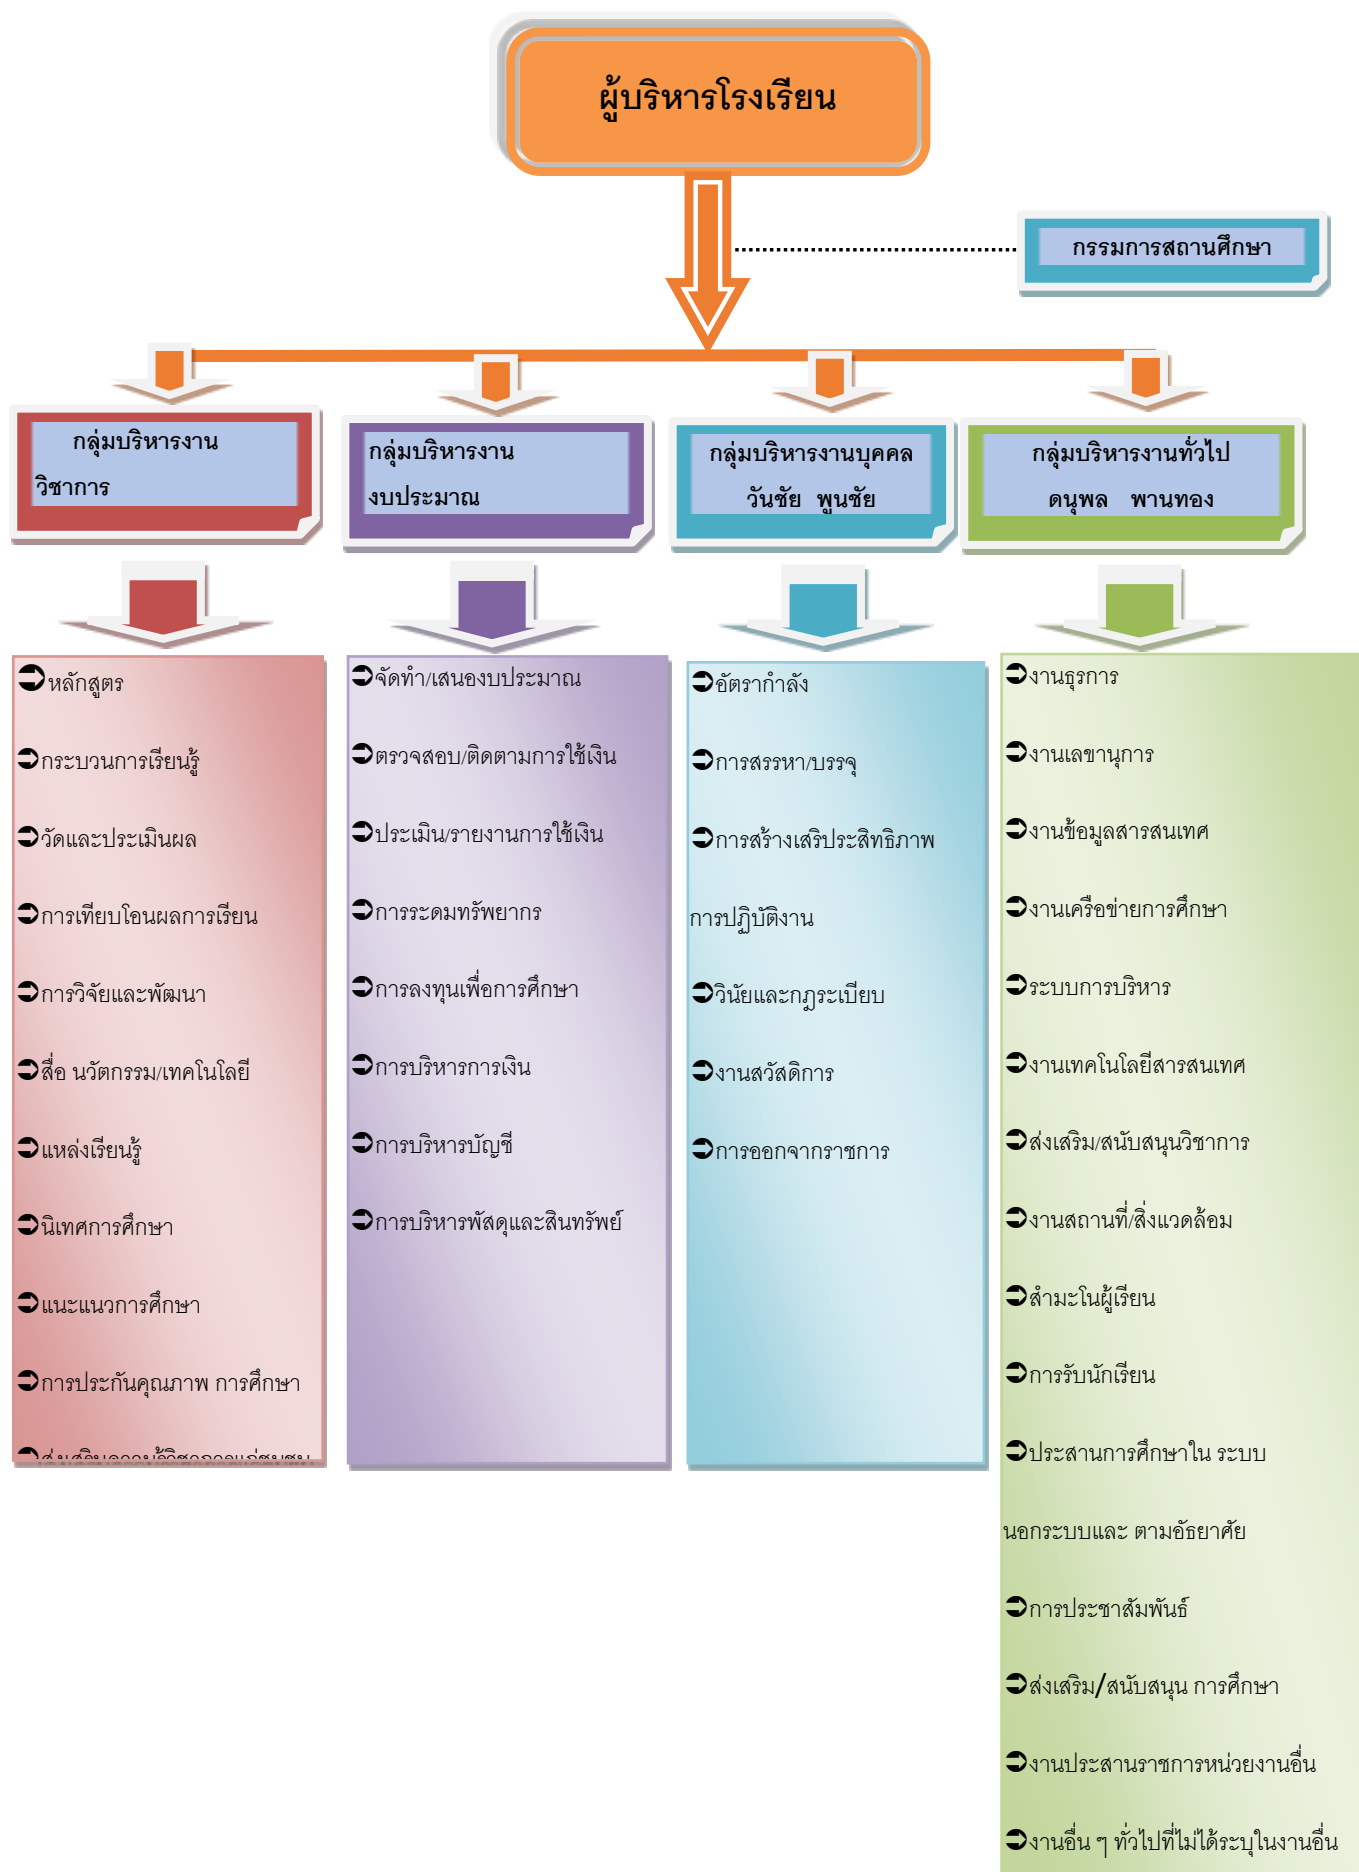 ผู้บริหารโรงเรียน
กรรมการสถานศึกษา
กลุ่มบริหารงาน
วิชาการ
กลุ่มบริหารงาน
งบประมาณ
กลุ่มบริหารงานบุคคล
วันชัย พูนชัย
กลุ่มบริหารงานทั่วไป
ดนุพล พานทอง
➲หลักสูตร
➲กระบวนการเรียนรู้
➲วัดและประเมินผล
➲การเทียบโอนผลการเรียน
➲การวิจัยและพัฒนา
➲สื่อ นวัตกรรม/เทคโนโลยี
➲แหล่งเรียนรู้
➲นิเทศการศึกษา
➲แนะแนวการศึกษา
➲การประกันคุณภาพ การศึกษา
➲ส่งเสริมความรู้วิชาการแก่ชุมชน
➲จัดทำ/เสนองบประมาณ
➲ตรวจสอบ/ติดตามการใช้เงิน
➲ประเมิน/รายงานการใช้เงิน
➲การระดมทรัพยากร
➲การลงทุนเพื่อการศึกษา
➲การบริหารการเงิน
➲การบริหารบัญชี
➲การบริหารพัสดุและสินทรัพย์
➲อัตรากำลัง
➲การสรรหา/บรรจุ
➲การสร้างเสริประสิทธิภาพ
การปฏิบัติงาน
➲วินัยและกฎระเบียบ
➲งานสวัสดิการ
➲การออกจากราชการ
➲งานธุรการ
➲งานเลขานุการ
➲งานข้อมูลสารสนเทศ
➲งานเครือข่ายการศึกษา
➲ระบบการบริหาร
➲งานเทคโนโลยีสารสนเทศ
➲ส่งเสริม/สนับสนุนวิชาการ
➲งานสถานที่/สิ่งแวดล้อม
➲สำมะโนผู้เรียน
➲การรับนักเรียน
➲ประสานการศึกษาใน ระบบ
นอกระบบและ ตามอัธยาศัย
➲การประชาสัมพันธ์
➲ส่งเสริม/สนับสนุน การศึกษา
➲งานประสานราชการหน่วยงานอื่น
➲งานอื่น ๆ ทั่วไปที่ไม่ได้ระบุในงานอื่น